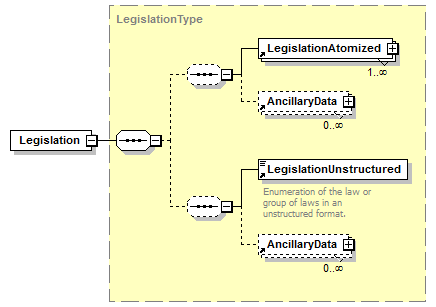 LegislationType
LegislationAtomized
1..∞
AncillaryData
0..∞
Legislation
LegislationUnstructured
Enumeration of the law or
group of laws in an
unstructured format.
AncillaryData
0..∞